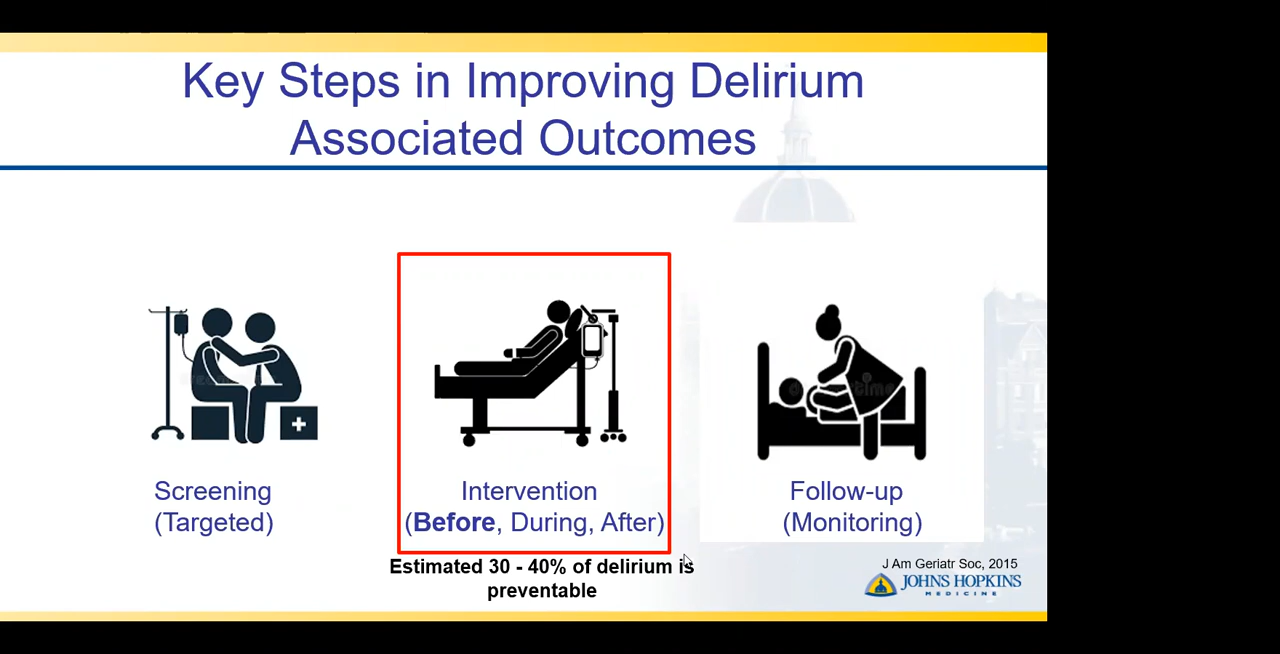 Key Steps in Improving Delirium
Associated Outcomes
Screening
(Targeted)
Intervention
(Before, During, After)
Follow-up
(Monitoring)
Estimated 30 - 40% of delirium is
preventable
J Am Geriatr Soc, 2015
JOHNS HOPKINS
MEDICINE